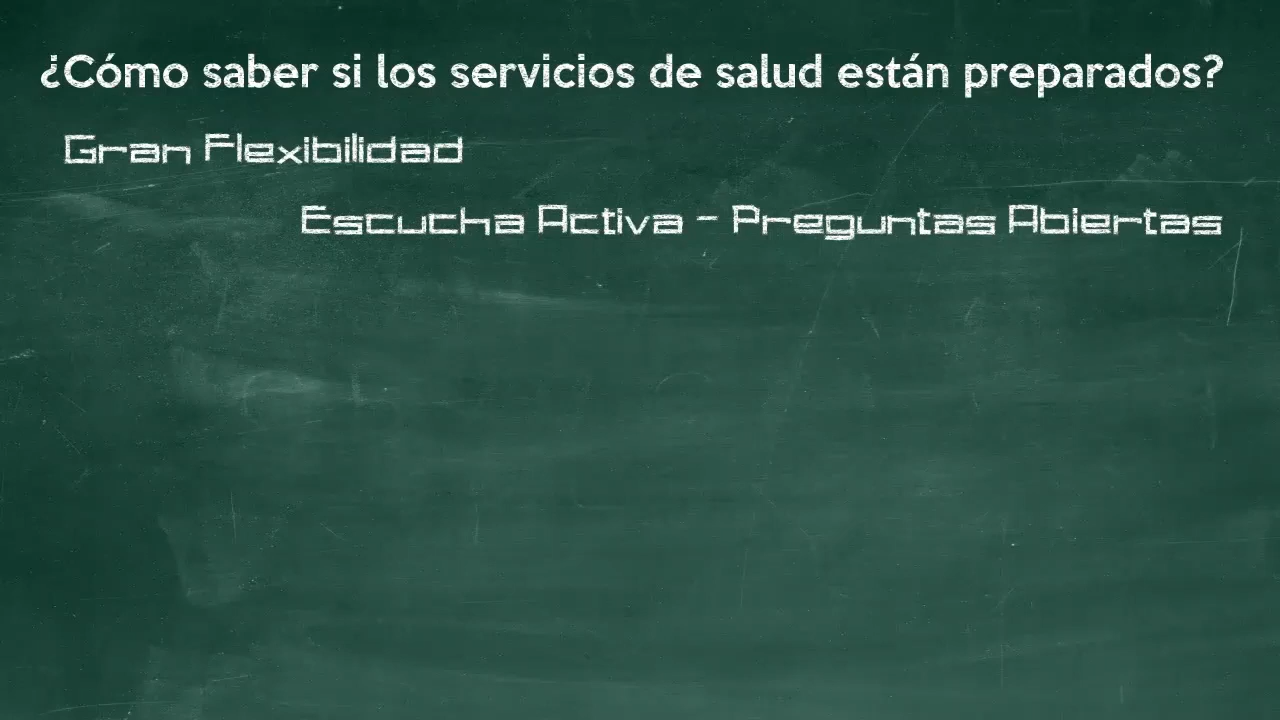 ¿Cómo saber si los servicios de salud están preparados?
Gran Flexibilidad
Escucha Activa - Preguntas Abiertas